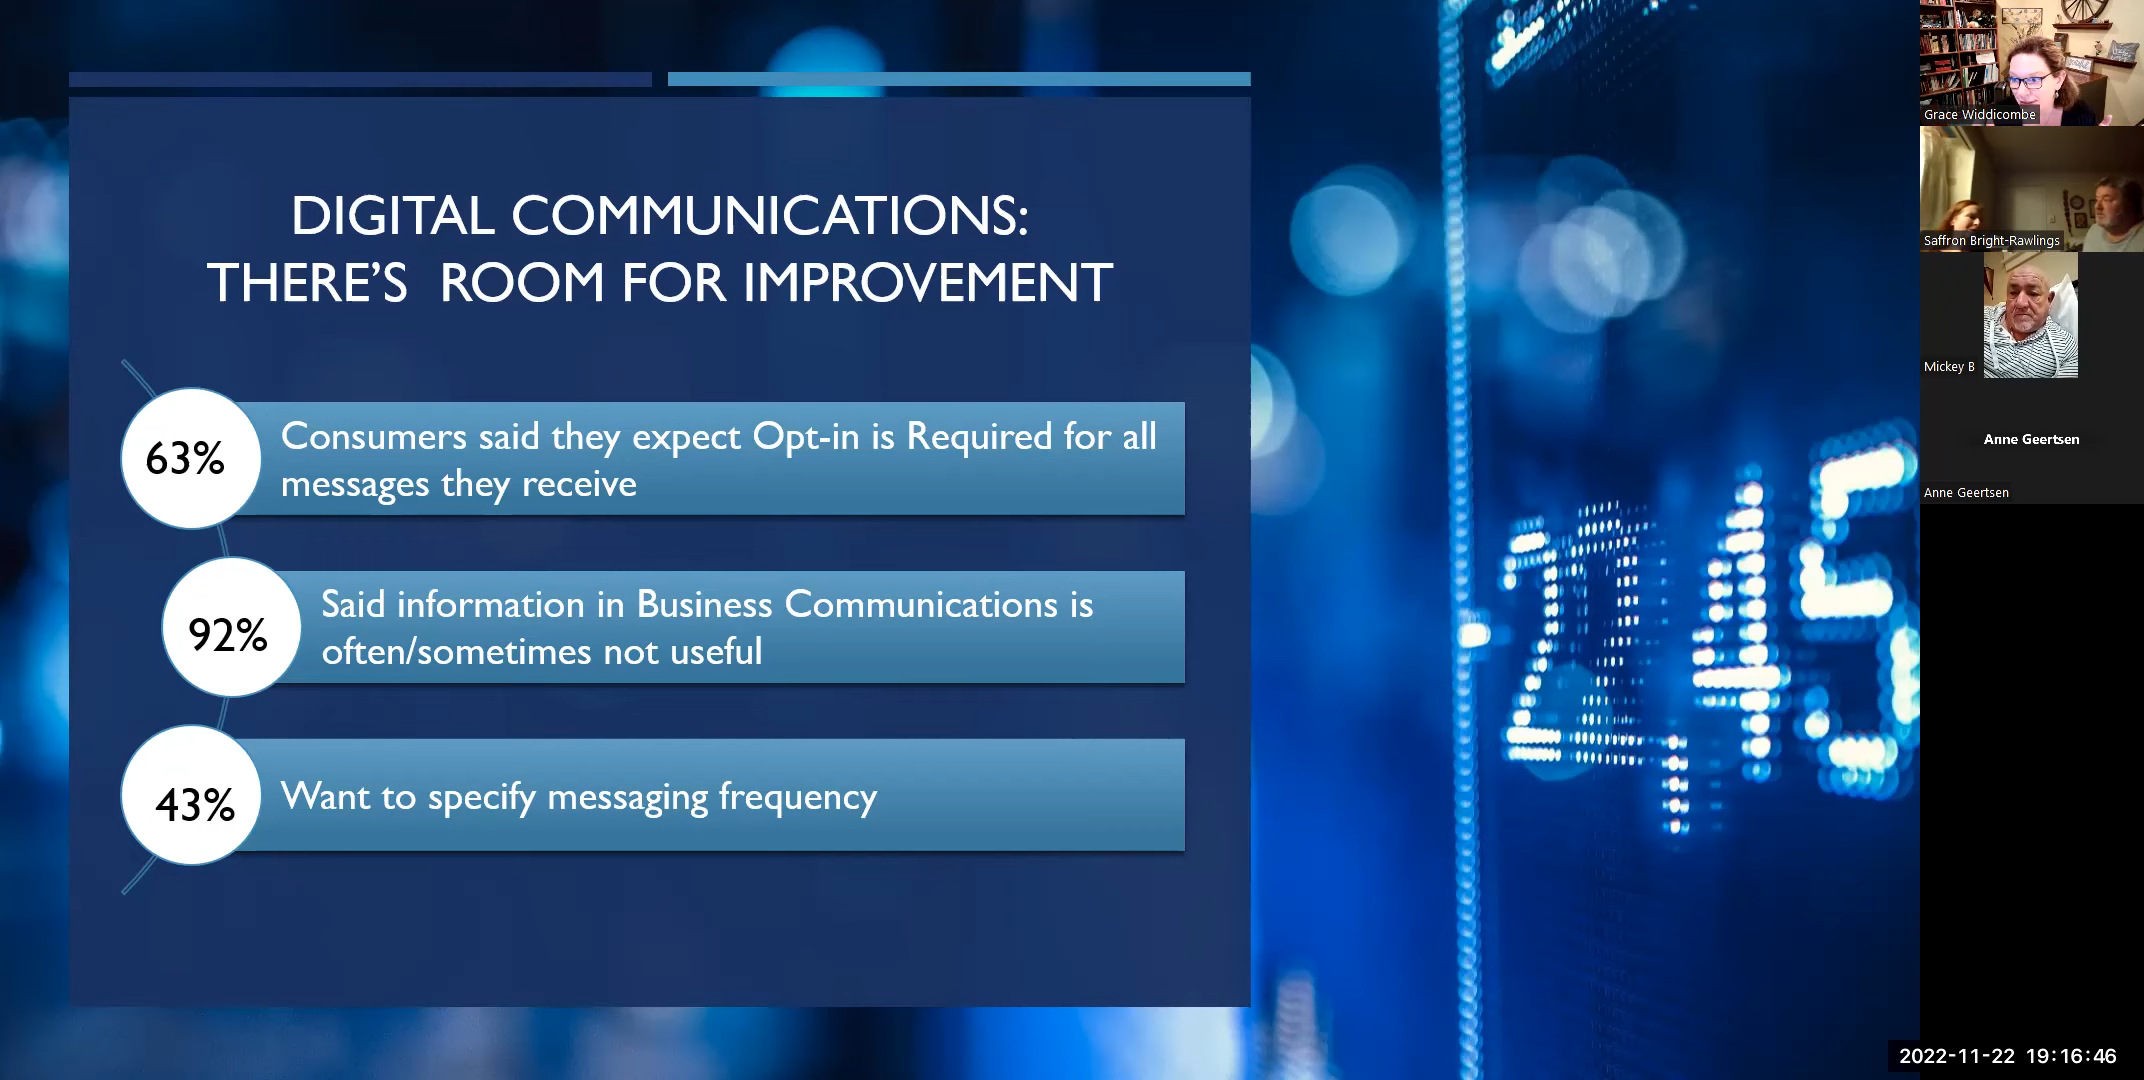 DIGITAL COMMUNICATIONS:
THERE’S  ROOM FOR IMPROVEMENT
63%
Consumers said they expect Opt-in is Required for all
messages they receive
92%
Said information in Business Communications is
often/sometimes not useful
43%
Want to specify messaging frequency
245
Grace Widdicombe
Saffron Bright-Rawlings
Mickey B
Anne Geertsen
Anne Geertsen
2022-11-22 19:16:46